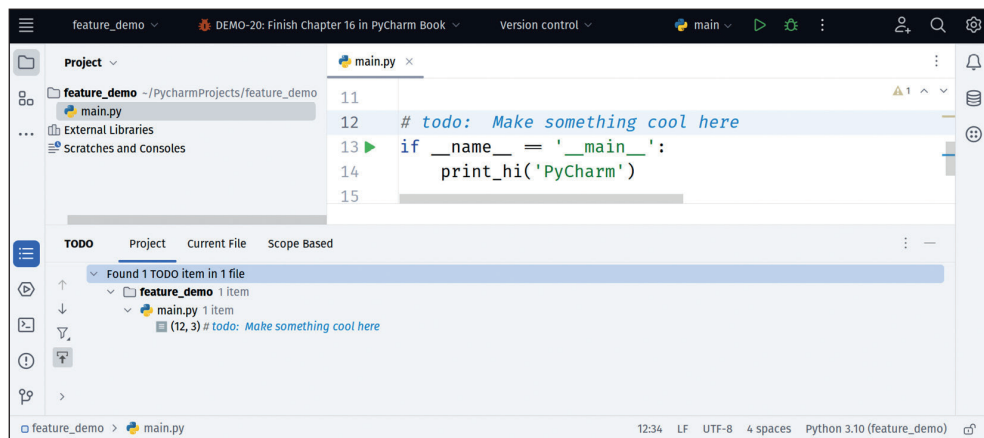 feature_demo DEMO-20: Finish Chapter 16 in PyCharm Book Version control main
Project
feature_demo ~/PycharmProjects/feature_demo
main.py
External Libraries
Scratches and Consoles
main.py
1
11
12 # todo:  Make something cool here
13 if __name__ == '__main__':
14 print_hi('PyCharm')
15
TODO Project Current File Scope Based
Found 1 TODO item in 1 file
feature_demo 1 item
main.py 1 item
(12, 3) # todo:  Make something cool here
feature_demo > main.py 12:34 LF UTF-8 4 spaces Python 3.10 (feature_demo)